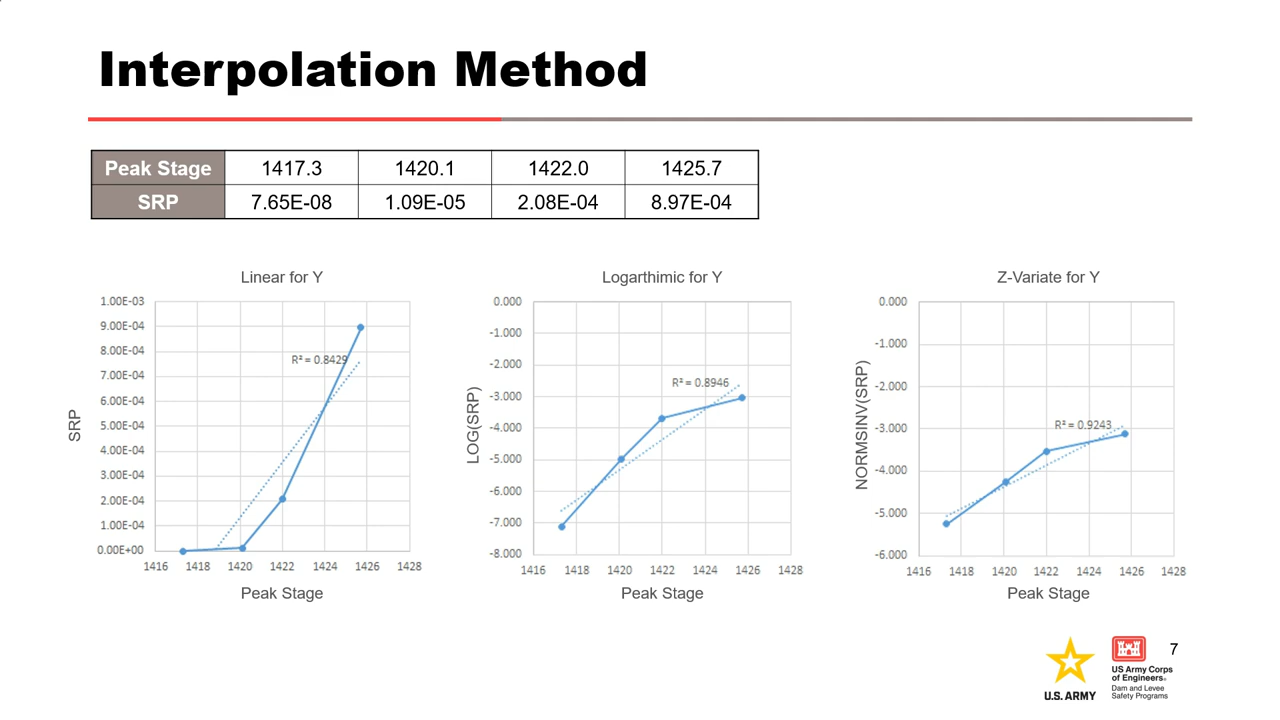 Interpolation Method
Peak Stage 1417.3 1420.1 1422.0 1425.7
SRP 7.65E-08 1.09E-05 2.08E-04 8.97E-04
Linear for Y
1.00E-03
9.00E-04
8.00E-04
7.00E-04
6.00E-04
5.00E-04
4.00E-04
3.00E-04
2.00E-04
1.00E-04
0.00E+00
R² = 0.8429
SRP
1416 1418 1420 1422 1424 1426 1428
Peak Stage
Logarthimic for Y
0.000
-1.000
-2.000
-3.000
-4.000
-5.000
-6.000
-7.000
-8.000
R² = 0.8946
LOG(SRP)
1416 1418 1420 1422 1424 1426 1428
Peak Stage
Z-Variate for Y
0.000
-1.000
-2.000
-3.000
-4.000
-5.000
-6.000
R² = 0.9243
NORMSINV(SRP)
1416 1418 1420 1422 1424 1426 1428
Peak Stage
U.S. ARMY
US Army Corps
of Engineers®
Dam and Levee
Safety Programs
7